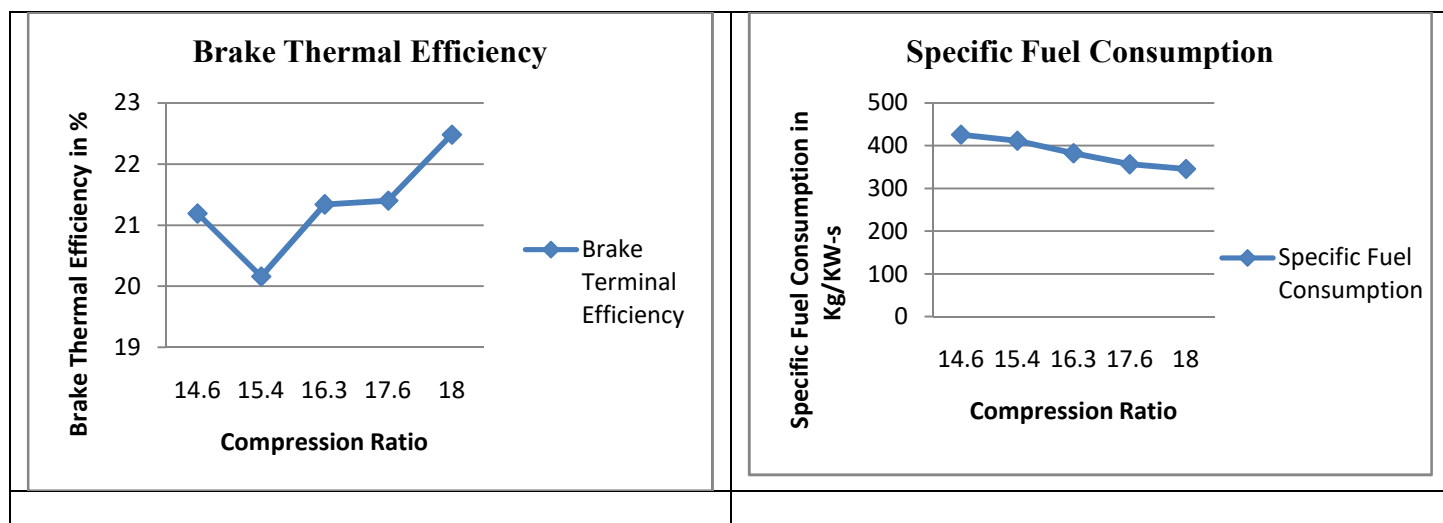 Brake Thermal Efficiency
Brake Thermal Efficiency in %
23
22
21
20
19
14.6 15.4 16.3 17.6 18
Compression Ratio
Brake
Terminal
Efficiency
Specific Fuel Consumption
Specific Fuel Consumption in
Kg/KW-s
500
400
300
200
100
0
14.6 15.4 16.3 17.6 18
Compression Ratio
Specific Fuel
Consumption